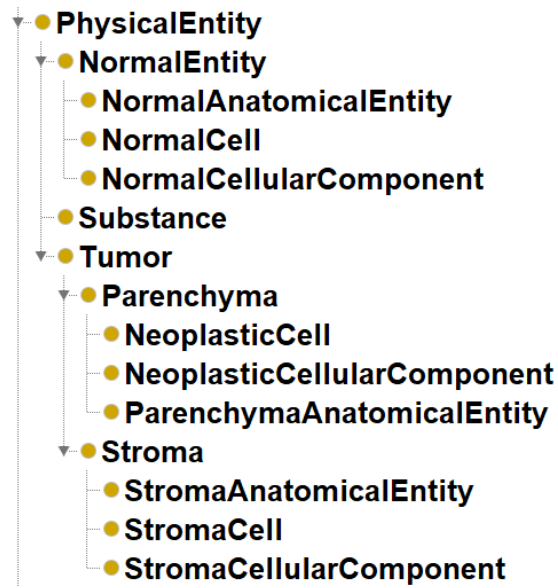 PhysicalEntity
NormalEntity
NormalAnatomicalEntity
NormalCell
NormalCellularComponent
Substance
Tumor
Parenchyma
NeoplasticCell
NeoplasticCellularComponent
ParenchymaAnatomicalEntity
Stroma
StromaAnatomicalEntity
StromaCell
StromaCellularComponent